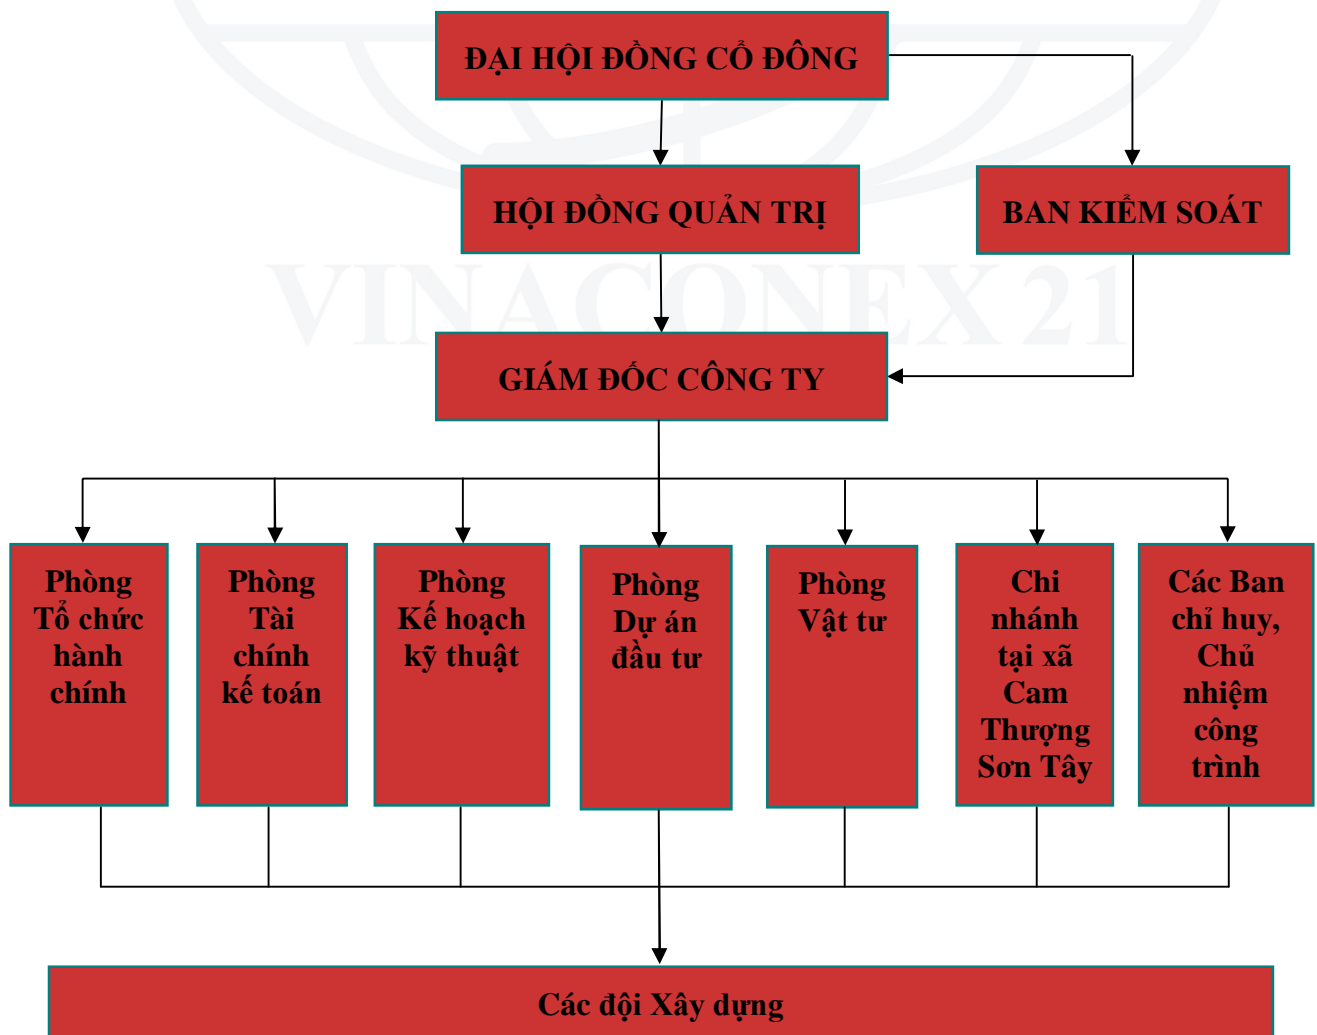 ĐẠI HỘI ĐỒNG CỔ ĐÔNG
HỘI ĐỒNG QUẢN TRỊ
BAN KIỂM SOÁT
VINACONEX 21
GIÁM ĐỐC CÔNG TY
Phòng
Tổ chức
hành
chính
Phòng
Tài
chính
kế toán
Phòng
Kế hoạch
kỹ thuật
Phòng
Dự án
đầu tư
Phòng
Vật tư
Chi
nhánh
tại xã
Cam
Thượng
Sơn Tây
Các Ban
chỉ huy,
Chủ
nhiệm
công
trình
Các đội Xây dựng